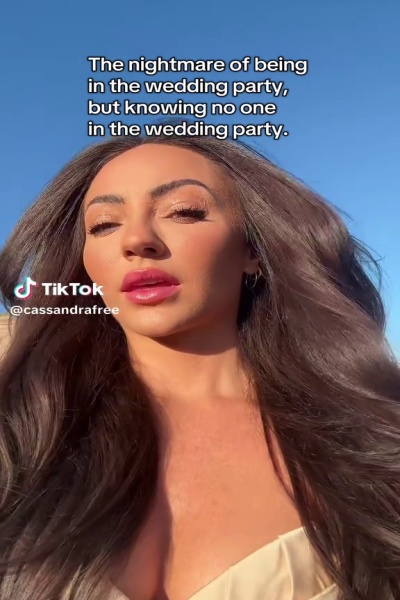 The nightmare of being
in the wedding party,
but knowing no one
in the wedding party.
TikTok
@cassandrafree